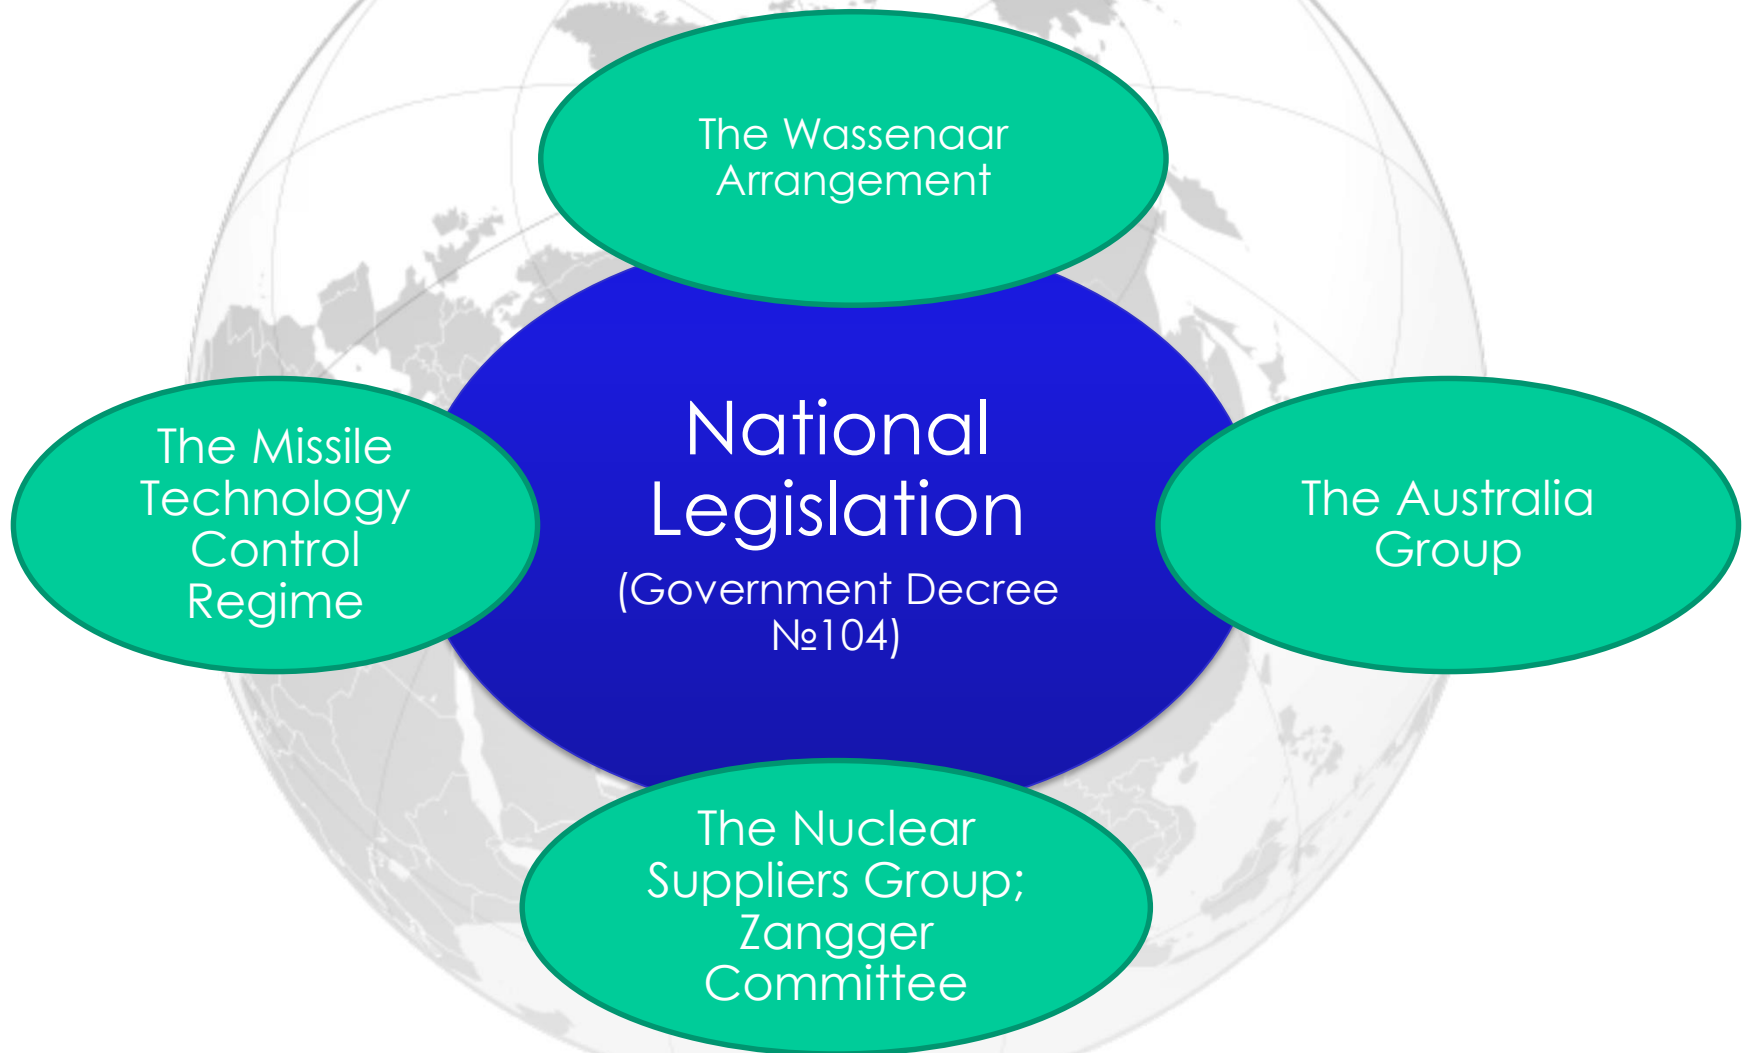 The Wassenaar
Arrangement
National
Legislation
(Government Decree
№104)
The Missile
Technology
Control
Regime
The Australia
Group
The Nuclear
Suppliers Group;
Zangger
Committee